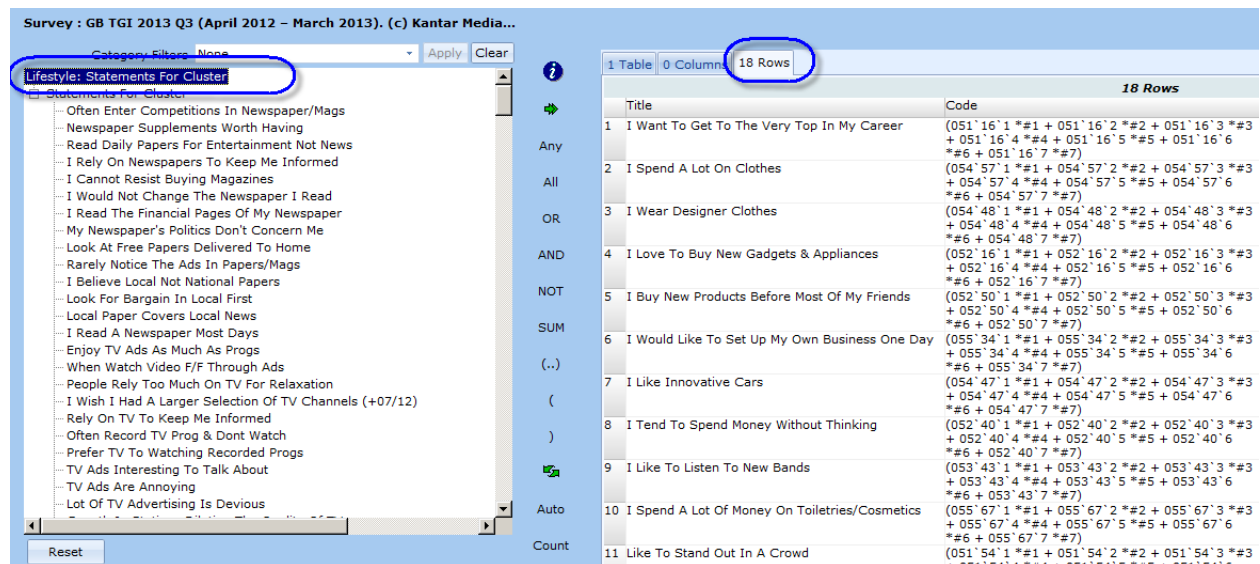 Survey : GB TGI 2013 Q3 (April 2012 – March 2013). (c) Kantar Media...
Category Filters None Apply Clear
Lifestyle: Statements For Cluster
Statements For Cluster
Often Enter Competitions In Newspaper/Mags
Newspaper Supplements Worth Having
Read Daily Papers For Entertainment Not News
I Rely On Newspapers To Keep Me Informed
I Cannot Resist Buying Magazines
I Would Not Change The Newspaper I Read
I Read The Financial Pages Of My Newspaper
My Newspaper's Politics Don't Concern Me
Look At Free Papers Delivered To Home
Rarely Notice The Ads In Papers/Mags
I Believe Local Not National Papers
Look For Bargain In Local First
Local Paper Covers Local News
I Read A Newspaper Most Days
Enjoy TV Ads As Much As Progs
When Watch Video F/F Through Ads
People Rely Too Much On TV For Relaxation
I Wish I Had A Larger Selection Of TV Channels (+07/12)
Rely On TV To Keep Me Informed
Often Record TV Prog & Dont Watch
Prefer TV To Watching Recorded Progs
TV Ads Interesting To Talk About
TV Ads Are Annoying
Lot Of TV Advertising Is Devious
Reset
Any
All
OR
AND
NOT
SUM
(..)
(
)
Auto
Count
1 Table 0 Columns 18 Rows
18 Rows
Title Code
1 I Want To Get To The Very Top In My Career (051`16`1 *#1 + 051`16`2 *#2 + 051`16`3 *#3
+ 051`16`4 *#4 + 051`16`5 *#5 + 051`16`6
*#6 + 051`16`7 *#7)
2 I Spend A Lot On Clothes (054`57`1 *#1 + 054`57`2 *#2 + 054`57`3 *#3
+ 054`57`4 *#4 + 054`57`5 *#5 + 054`57`6
*#6 + 054`57`7 *#7)
3 I Wear Designer Clothes (054`48`1 *#1 + 054`48`2 *#2 + 054`48`3 *#3
+ 054`48`4 *#4 + 054`48`5 *#5 + 054`48`6
*#6 + 054`48`7 *#7)
4 I Love To Buy New Gadgets & Appliances (052`16`1 *#1 + 052`16`2 *#2 + 052`16`3 *#3
+ 052`16`4 *#4 + 052`16`5 *#5 + 052`16`6
*#6 + 052`16`7 *#7)
5 I Buy New Products Before Most Of My Friends (052`50`1 *#1 + 052`50`2 *#2 + 052`50`3 *#3
+ 052`50`4 *#4 + 052`50`5 *#5 + 052`50`6
*#6 + 052`50`7 *#7)
6 I Would Like To Set Up My Own Business One Day (055`34`1 *#1 + 055`34`2 *#2 + 055`34`3 *#3
+ 055`34`4 *#4 + 055`34`5 *#5 + 055`34`6
*#6 + 055`34`7 *#7)
7 I Like Innovative Cars (054`47`1 *#1 + 054`47`2 *#2 + 054`47`3 *#3
+ 054`47`4 *#4 + 054`47`5 *#5 + 054`47`6
*#6 + 054`47`7 *#7)
8 I Tend To Spend Money Without Thinking (052`40`1 *#1 + 052`40`2 *#2 + 052`40`3 *#3
+ 052`40`4 *#4 + 052`40`5 *#5 + 052`40`6
*#6 + 052`40`7 *#7)
9 I Like To Listen To New Bands (053`43`1 *#1 + 053`43`2 *#2 + 053`43`3 *#3
+ 053`43`4 *#4 + 053`43`5 *#5 + 053`43`6
*#6 + 053`43`7 *#7)
10 I Spend A Lot Of Money On Toiletries/Cosmetics (055`67`1 *#1 + 055`67`2 *#2 + 055`67`3 *#3
+ 055`67`4 *#4 + 055`67`5 *#5 + 055`67`6
*#6 + 055`67`7 *#7)
11 Like To Stand Out In A Crowd (051`54`1 *#1 + 051`54`2 *#2 + 051`54`3 *#3